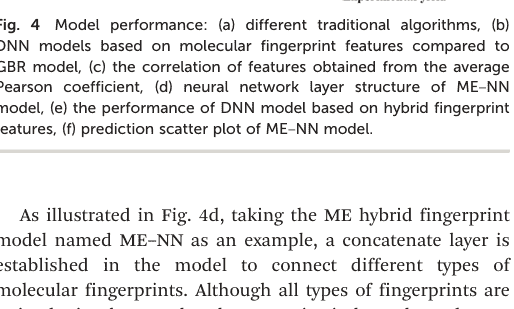 Fig. 4 Model performance: (a) different traditional algorithms, (b)
DNN models based on molecular fingerprint features compared to
GBR model, (c) the correlation of features obtained from the average
Pearson coefficient, (d) neural network layer structure of ME–NN
model, (e) the performance of DNN model based on hybrid fingerprint
features, (f) prediction scatter plot of ME–NN model.
As illustrated in Fig. 4d, taking the ME hybrid fingerprint
model named ME–NN as an example, a concatenate layer is
established in the model to connect different types of
molecular fingerprints. Although all types of fingerprints are